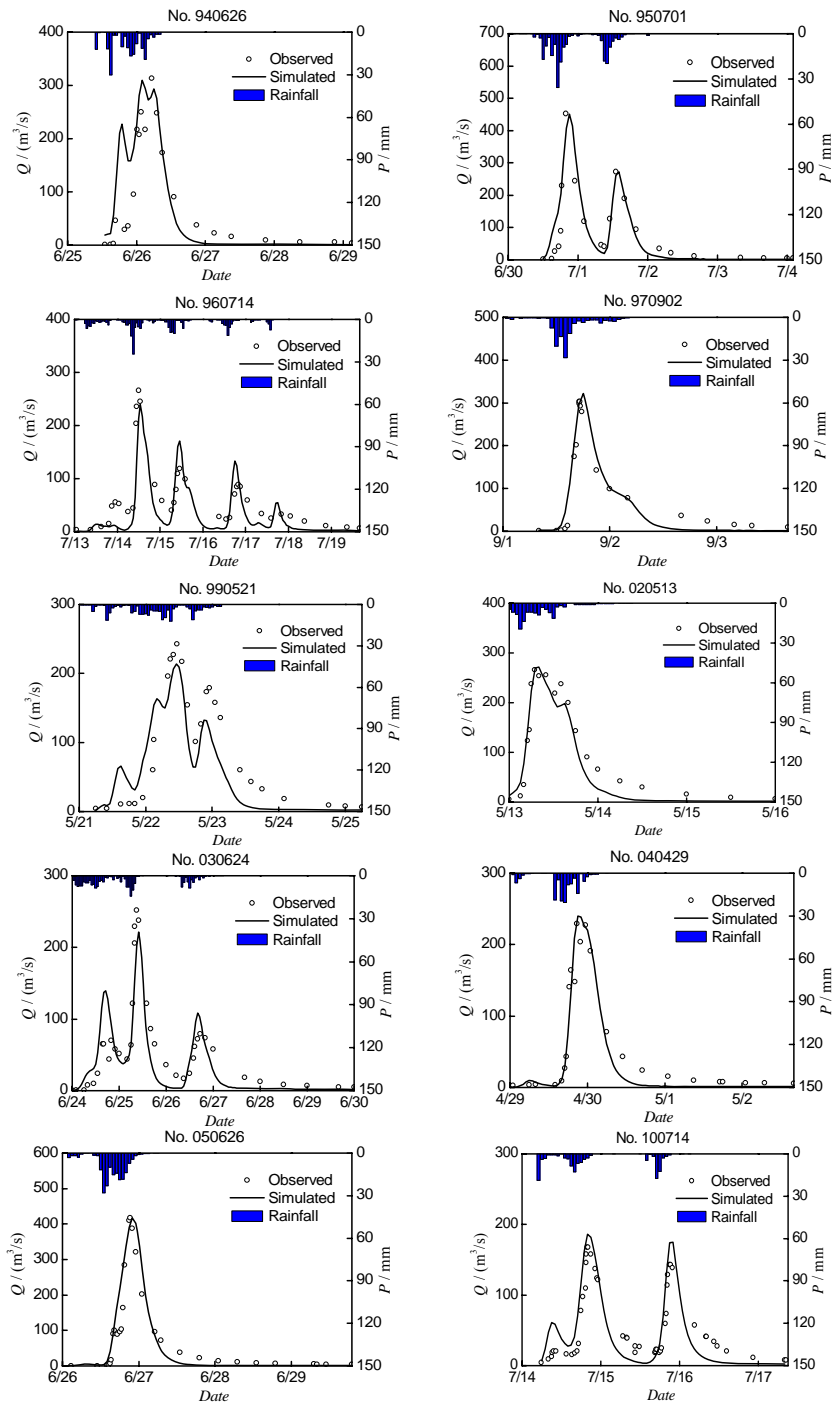 No. 940626
400
300
200
100
0
Q / (m³/s)
0
30
60
90
120
150
P / mm
Observed
Simulated
Rainfall
6/25 6/26 6/27 6/28 6/29
Date
No. 950701
700
600
500
400
300
200
100
0
Q / (m³/s)
0
30
60
90
120
150
P / mm
Observed
Simulated
Rainfall
6/30 7/1 7/2 7/3 7/4
Date
No. 960714
400
300
200
100
0
Q / (m³/s)
0
30
60
90
120
150
P / mm
Observed
Simulated
Rainfall
7/13 7/14 7/15 7/16 7/17 7/18 7/19
Date
No. 970902
500
400
300
200
100
0
Q / (m³/s)
0
30
60
90
120
150
P / mm
Observed
Simulated
Rainfall
9/1 9/2 9/3
Date
No. 990521
300
200
100
0
Q / (m³/s)
0
30
60
90
120
150
P / mm
Observed
Simulated
Rainfall
5/21 5/22 5/23 5/24 5/25
Date
No. 020513
400
300
200
100
0
Q / (m³/s)
0
30
60
90
120
150
P / mm
Observed
Simulated
Rainfall
5/13 5/14 5/15 5/16
Date
No. 030624
300
200
100
0
Q / (m³/s)
0
30
60
90
120
150
P / mm
Observed
Simulated
Rainfall
6/24 6/25 6/26 6/27 6/28 6/29 6/30
Date
No. 040429
300
200
100
0
Q / (m³/s)
0
30
60
90
120
150
P / mm
Observed
Simulated
Rainfall
4/29 4/30 5/1 5/2
Date
No. 050626
600
500
400
300
200
100
0
Q / (m³/s)
0
30
60
90
120
150
P / mm
Observed
Simulated
Rainfall
6/26 6/27 6/28 6/29
Date
No. 100714
300
200
100
0
Q / (m³/s)
0
30
60
90
120
150
P / mm
Observed
Simulated
Rainfall
7/14 7/15 7/16 7/17
Date